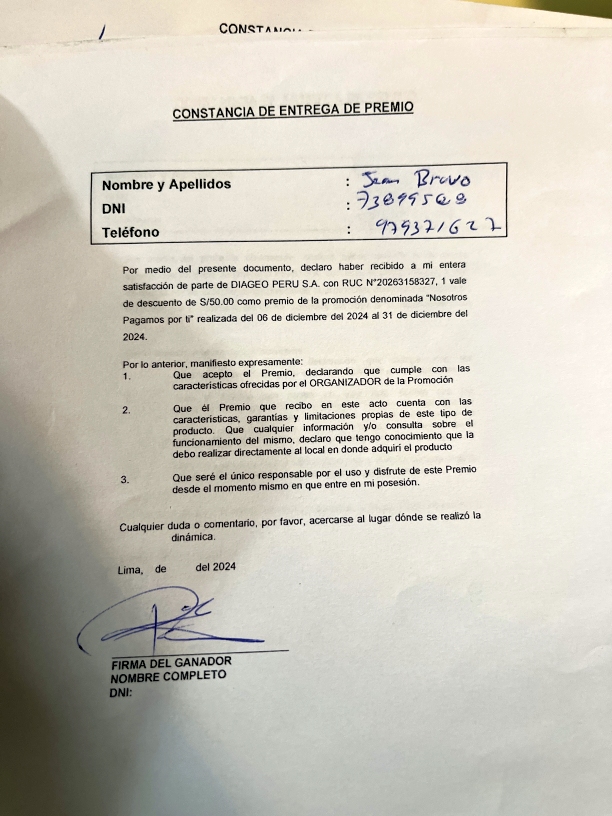 CONSTANCIA DE ENTREGA DE PREMIO
Nombre y Apellidos : Jean Bravo
DNI :
Teléfono : 979371627
Por medio del presente documento, declaro haber recibido a mi entera
satisfacción de parte de DIAGEO PERU S.A. con RUC N°20263158327, 1 vale
de descuento de S/50.00 como premio de la promoción denominada "Nosotros
Pagamos por ti" realizada del 06 de diciembre del 2024 al 31 de diciembre del
2024.
Por lo anterior, manifiesto expresamente:
1. Que acepto el Premio, declarando que cumple con las
características ofrecidas por el ORGANIZADOR de la Promoción
2. Que él Premio que recibo en este acto cuenta con las
características, garantías y limitaciones propias de este tipo de
producto. Que cualquier información y/o consulta sobre el
funcionamiento del mismo, declaro que tengo conocimiento que la
debo realizar directamente al local en donde adquirí el producto
3. Que seré el único responsable por el uso y disfrute de este Premio
desde el momento mismo en que entre en mi posesión.
Cualquier duda o comentario, por favor, acercarse al lugar dónde se realizó la
dinámica.
Lima, de del 2024
FIRMA DEL GANADOR
NOMBRE COMPLETO
DNI: